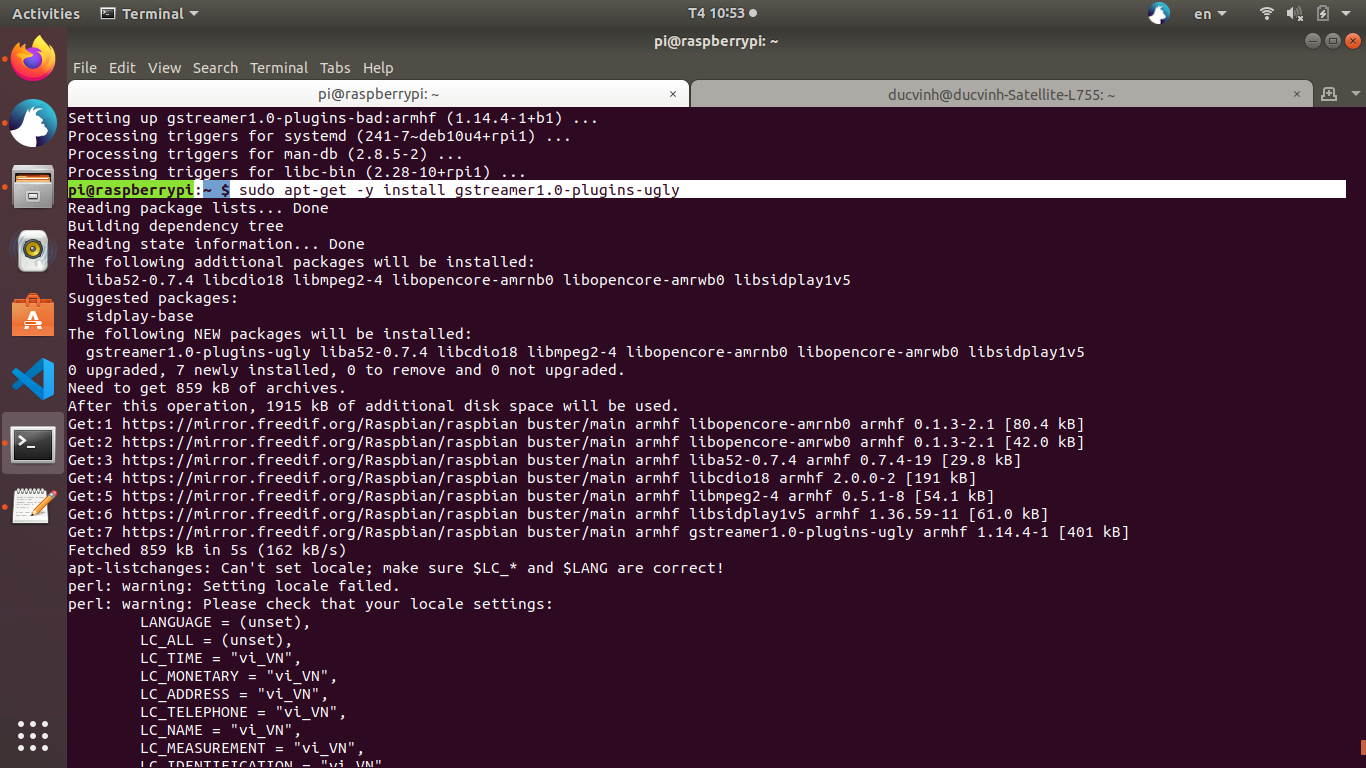 Activities Terminal T4 10:53 en
pi@raspberrypi: ~
File Edit View Search Terminal Tabs Help
pi@raspberrypi: ~ × ducvinh@ducvinh-Satellite-L755: ~ ×
Setting up gstreamer1.0-plugins-bad:armhf (1.14.4-1+b1) ...
Processing triggers for systemd (241-7~deb10u4+rpi1) ...
Processing triggers for man-db (2.8.5-2) ...
Processing triggers for libc-bin (2.28-10+rpi1) ...
pi@raspberrypi:~ $ sudo apt-get -y install gstreamer1.0-plugins-ugly
Reading package lists... Done
Building dependency tree
Reading state information... Done
The following additional packages will be installed:
  liba52-0.7.4 libcdio18 libmpeg2-4 libopencore-amrnb0 libopencore-amrwb0 libsidplay1v5
Suggested packages:
  sidplay-base
The following NEW packages will be installed:
  gstreamer1.0-plugins-ugly liba52-0.7.4 libcdio18 libmpeg2-4 libopencore-amrnb0 libopencore-amrwb0 libsidplay1v5
0 upgraded, 7 newly installed, 0 to remove and 0 not upgraded.
Need to get 859 kB of archives.
After this operation, 1915 kB of additional disk space will be used.
Get:1 https://mirror.freedif.org/Raspbian/raspbian buster/main armhf libopencore-amrnb0 armhf 0.1.3-2.1 [80.4 kB]
Get:2 https://mirror.freedif.org/Raspbian/raspbian buster/main armhf libopencore-amrwb0 armhf 0.1.3-2.1 [42.0 kB]
Get:3 https://mirror.freedif.org/Raspbian/raspbian buster/main armhf liba52-0.7.4 armhf 0.7.4-19 [29.8 kB]
Get:4 https://mirror.freedif.org/Raspbian/raspbian buster/main armhf libcdio18 armhf 2.0.0-2 [191 kB]
Get:5 https://mirror.freedif.org/Raspbian/raspbian buster/main armhf libmpeg2-4 armhf 0.5.1-8 [54.1 kB]
Get:6 https://mirror.freedif.org/Raspbian/raspbian buster/main armhf libsidplay1v5 armhf 1.36.59-11 [61.0 kB]
Get:7 https://mirror.freedif.org/Raspbian/raspbian buster/main armhf gstreamer1.0-plugins-ugly armhf 1.14.4-1 [401 kB]
Fetched 859 kB in 5s (162 kB/s)
apt-listchanges: Can't set locale; make sure $LC_* and $LANG are correct!
perl: warning: Setting locale failed.
perl: warning: Please check that your locale settings:
        LANGUAGE = (unset),
        LC_ALL = (unset),
        LC_TIME = "vi_VN",
        LC_MONETARY = "vi_VN",
        LC_ADDRESS = "vi_VN",
        LC_TELEPHONE = "vi_VN",
        LC_NAME = "vi_VN",
        LC_MEASUREMENT = "vi_VN",
        LC_IDENTIFICATION = "vi_VN"